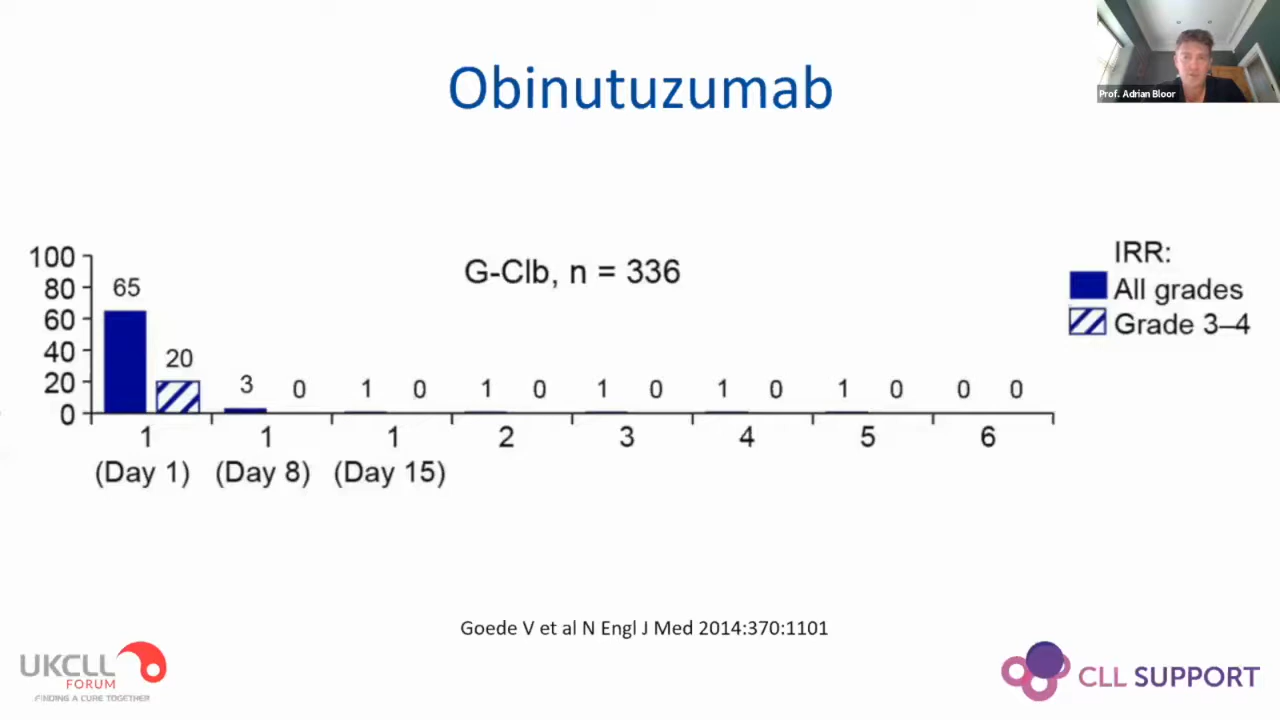 Prof. Adrian Bloor
Obinutuzumab
G-Clb, n = 336
IRR:
All grades
Grade 3–4
100
80
60
40
20
0
65
20
3
0
1
0
1
0
1
0
1
0
1
0
0
0
1
(Day 1)
1
(Day 8)
1
(Day 15)
2
3
4
5
6
Goede V et al N Engl J Med 2014:370:1101
UKCLL
FORUM
FINDING A CURE TOGETHER
CLL SUPPORT